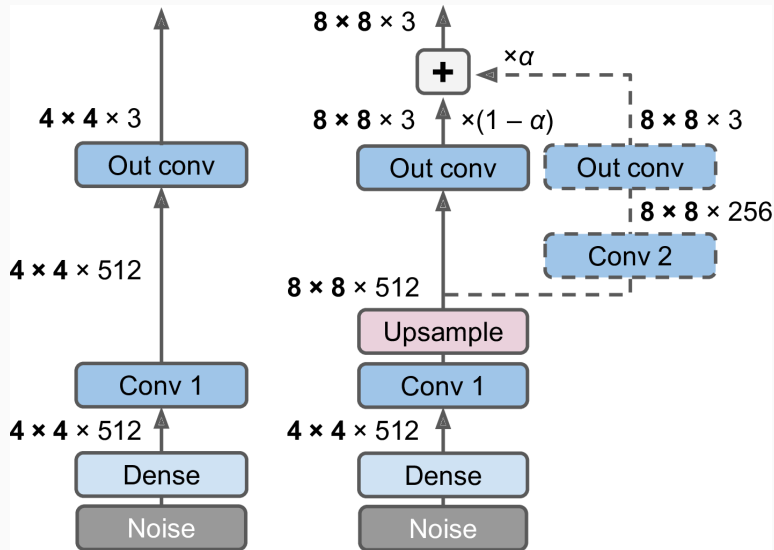 4 × 4 × 3
Out conv
4 × 4 × 512
Conv 1
4 × 4 × 512
Dense
Noise
8 × 8 × 3
+
×α
8 × 8 × 3
×(1 – α)
8 × 8 × 3
Out conv
Out conv
8 × 8 × 256
Conv 2
8 × 8 × 512
Upsample
Conv 1
4 × 4 × 512
Dense
Noise